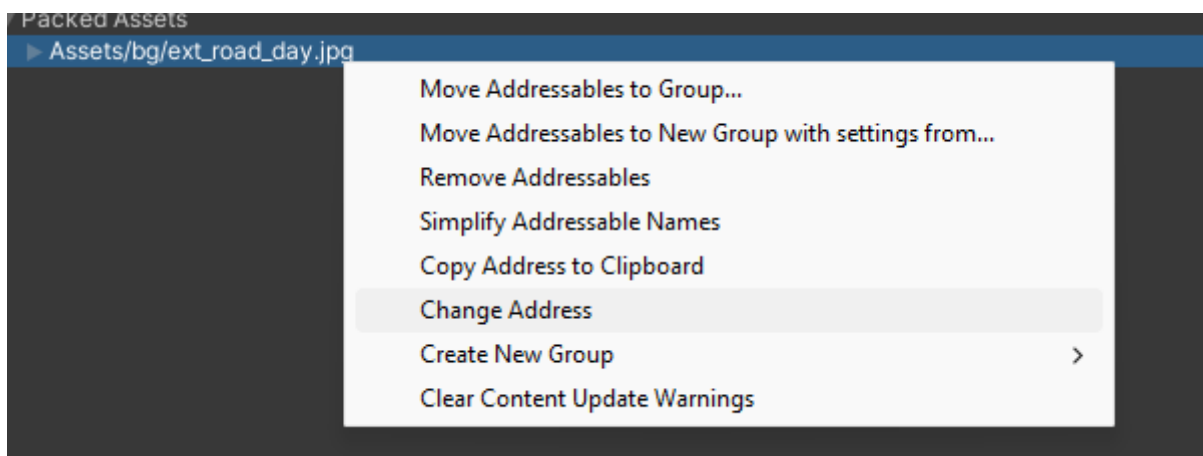 Packed Assets
Assets/bg/ext_road_day.jpg
Move Addressables to Group...
Move Addressables to New Group with settings from...
Remove Addressables
Simplify Addressable Names
Copy Address to Clipboard
Change Address
Create New Group
Clear Content Update Warnings